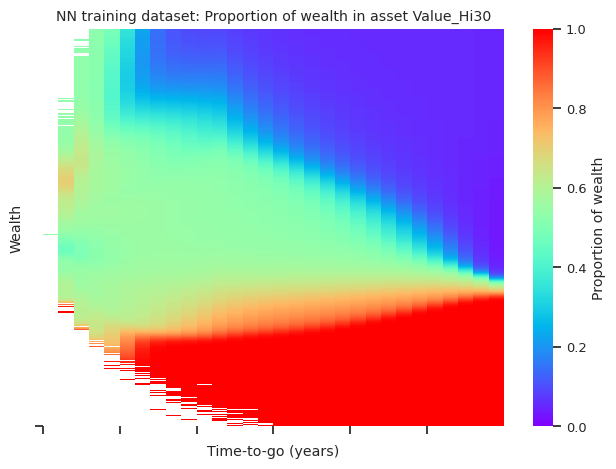 NN training dataset: Proportion of wealth in asset Value_Hi30
Wealth
Time-to-go (years)
1.0
0.8
0.6
0.4
0.2
0.0
Proportion of wealth